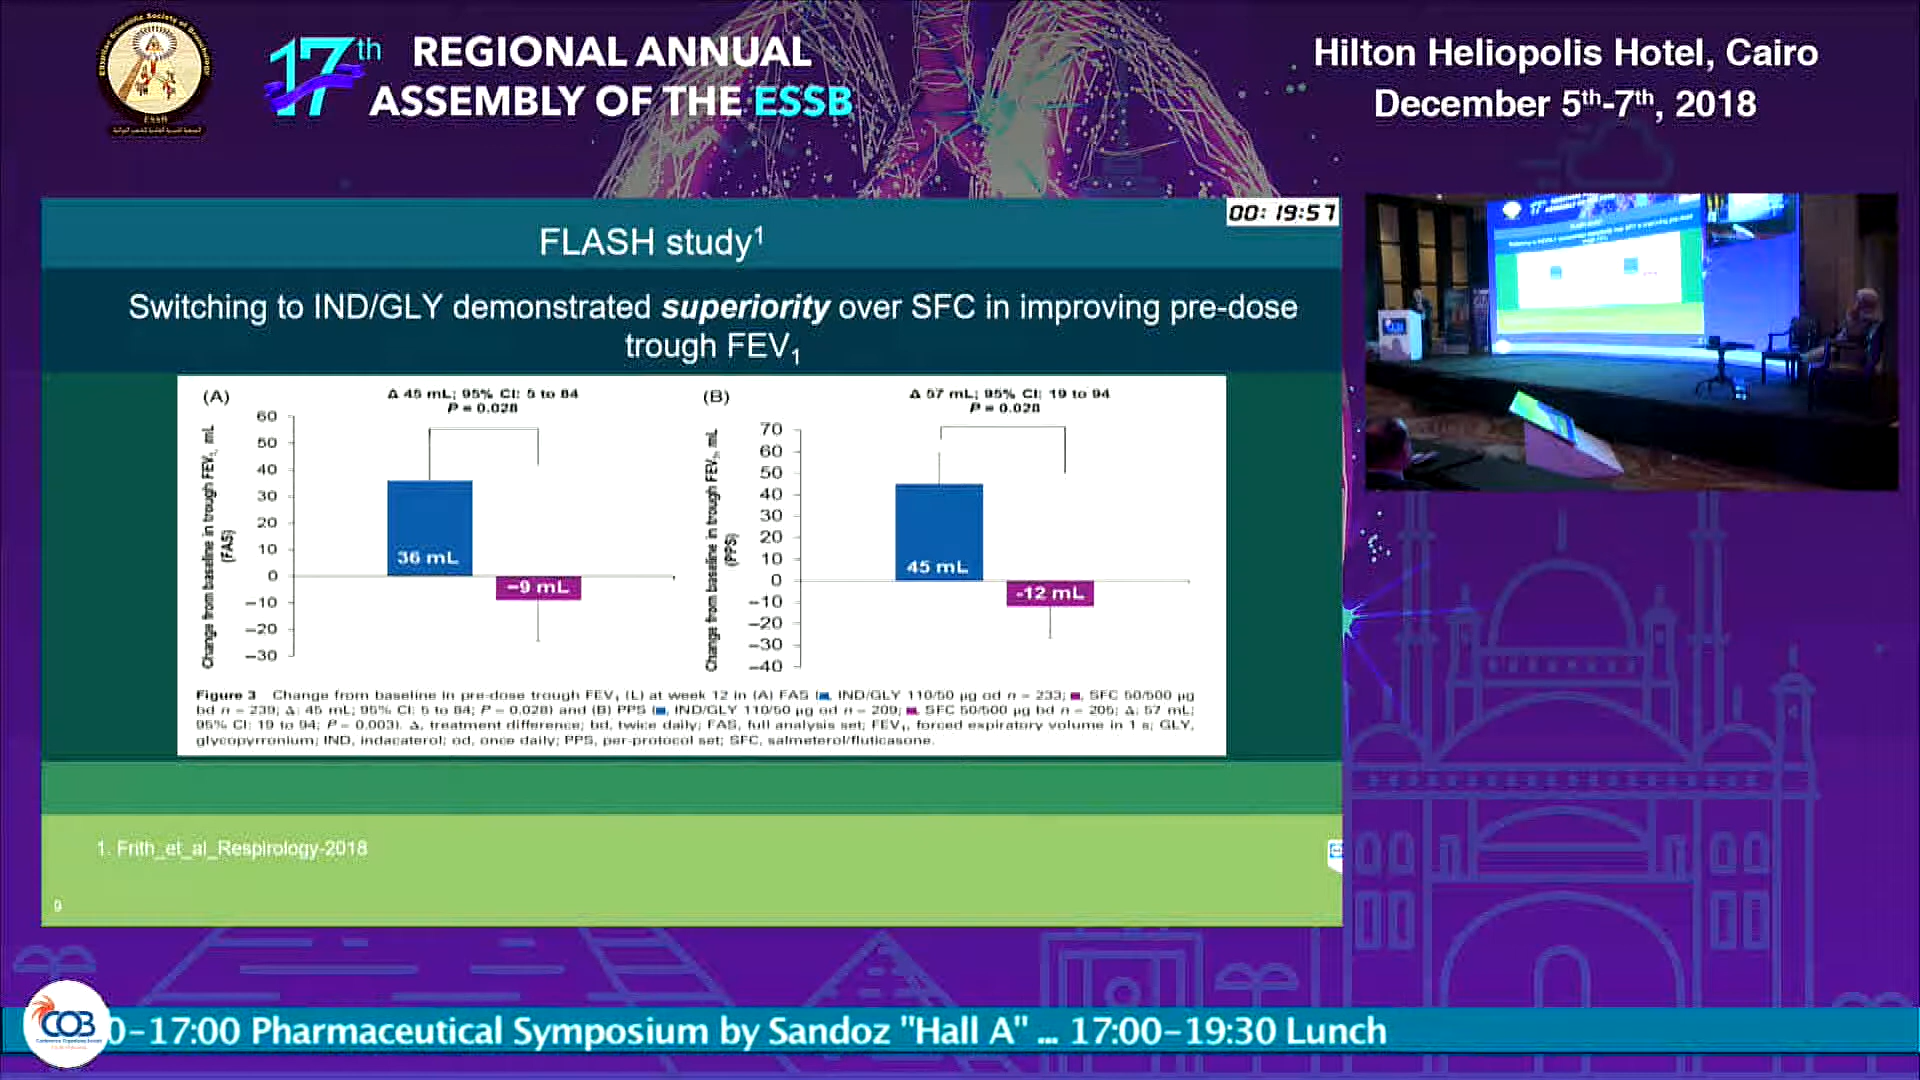 17th REGIONAL ANNUAL
ASSEMBLY OF THE ESSB
Hilton Heliopolis Hotel, Cairo
December 5th-7th, 2018
ESSB
00:19:57
FLASH study1
Switching to IND/GLY demonstrated superiority over SFC in improving pre-dose
trough FEV1
(A)
Δ 45 mL; 95% CI: 5 to 84
P = 0.028
Change from baseline in trough FEV1, mL
(FAS)
60
50
40
30
20
10
0
−10
−20
−30
36 mL
−9 mL
(B)
Δ 57 mL; 95% CI: 19 to 94
P = 0.028
Change from baseline in trough FEV1, mL
(PPS)
70
60
50
40
30
20
10
0
−10
−20
−30
−40
45 mL
-12 mL
Figure 3 Change from baseline in pre-dose trough FEV1 (L) at week 12 in (A) FAS (■, IND/GLY 110/50 µg od n = 233; ■, SFC 50/500 µg
bd n = 239; Δ: 45 mL; 95% CI: 5 to 84; P = 0.028) and (B) PPS (■, IND/GLY 110/50 µg od n = 209; ■, SFC 50/500 µg bd n = 205; Δ: 57 mL;
95% CI: 19 to 94; P = 0.003). Δ, treatment difference; bd, twice daily; FAS, full analysis set; FEV1, forced expiratory volume in 1 s; GLY,
glycopyrronium; IND, indacaterol; od, once daily; PPS, per-protocol set; SFC, salmeterol/fluticasone.
1. Frith_et_al_Respirology-2018
9
COB
0-17:00 Pharmaceutical Symposium by Sandoz "Hall A" ... 17:00-19:30 Lunch